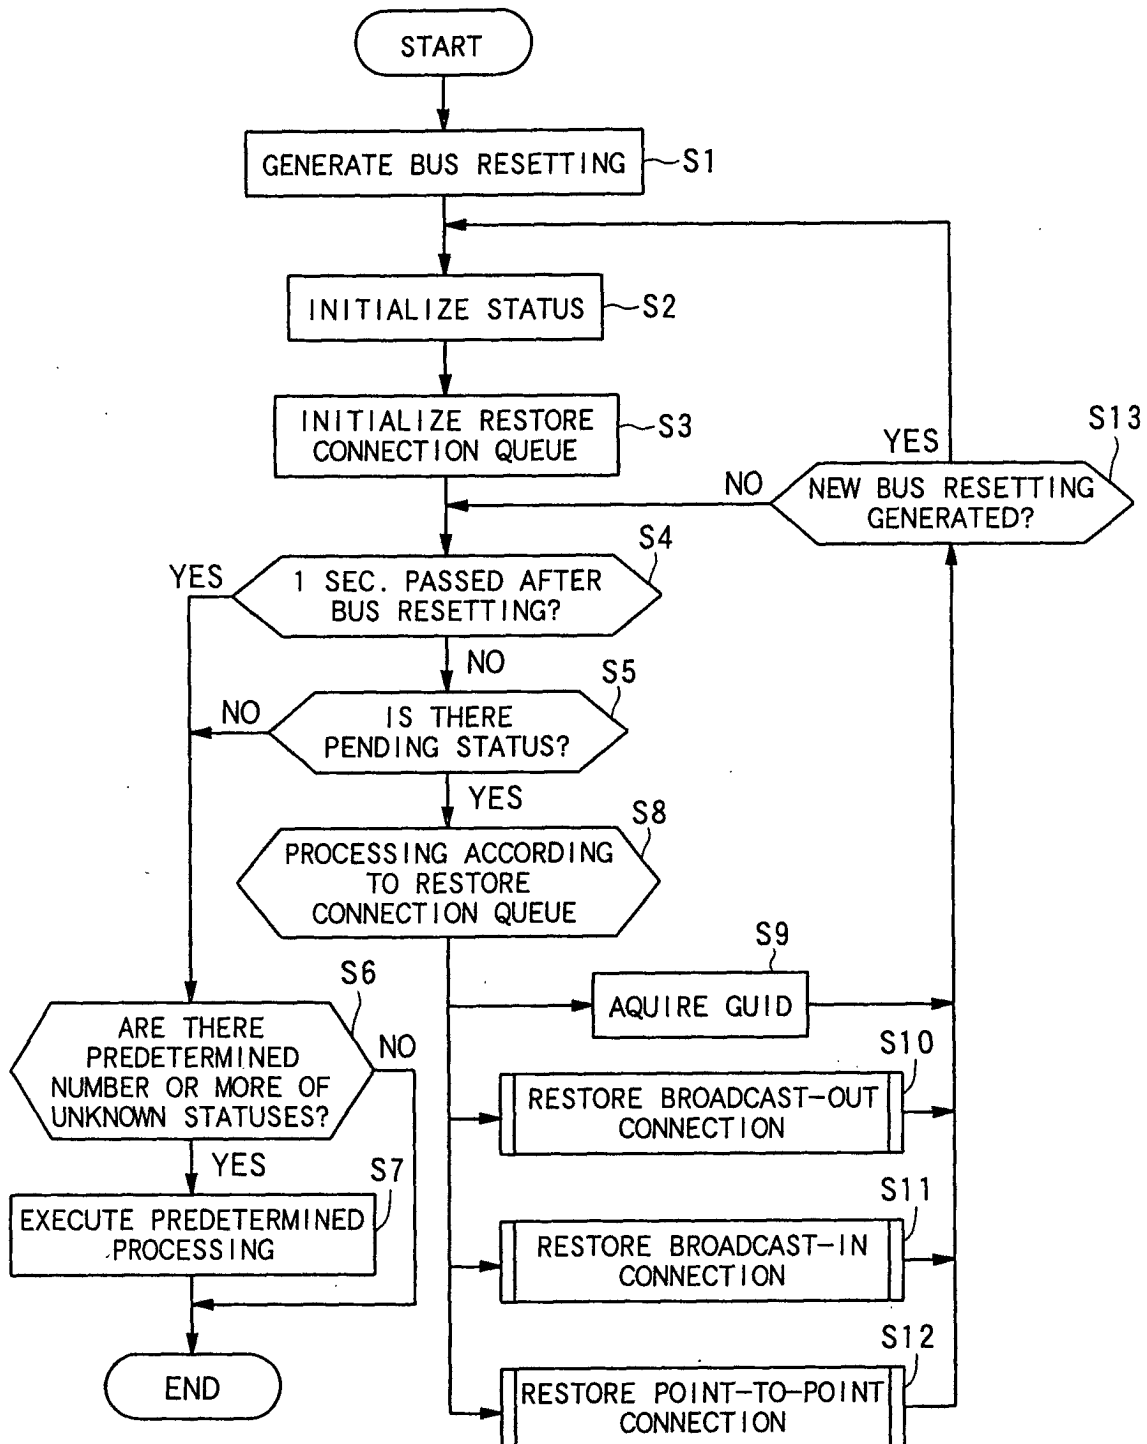 START
GENERATE BUS RESETTING
S1
INITIALIZE STATUS
S2
INITIALIZE RESTORE
CONNECTION QUEUE
S3
S13
YES
NEW BUS RESETTING
GENERATED?
NO
S4
YES
1 SEC. PASSED AFTER
BUS RESETTING?
NO
S5
NO
IS THERE
PENDING STATUS?
YES
S8
PROCESSING ACCORDING
TO RESTORE
CONNECTION QUEUE
S9
AQUIRE GUID
S6
ARE THERE
PREDETERMINED
NUMBER OR MORE OF
UNKNOWN STATUSES?
NO
S10
RESTORE BROADCAST-OUT
CONNECTION
YES
S7
EXECUTE PREDETERMINED
PROCESSING
S11
RESTORE BROADCAST-IN
CONNECTION
S12
RESTORE POINT-TO-POINT
CONNECTION
END